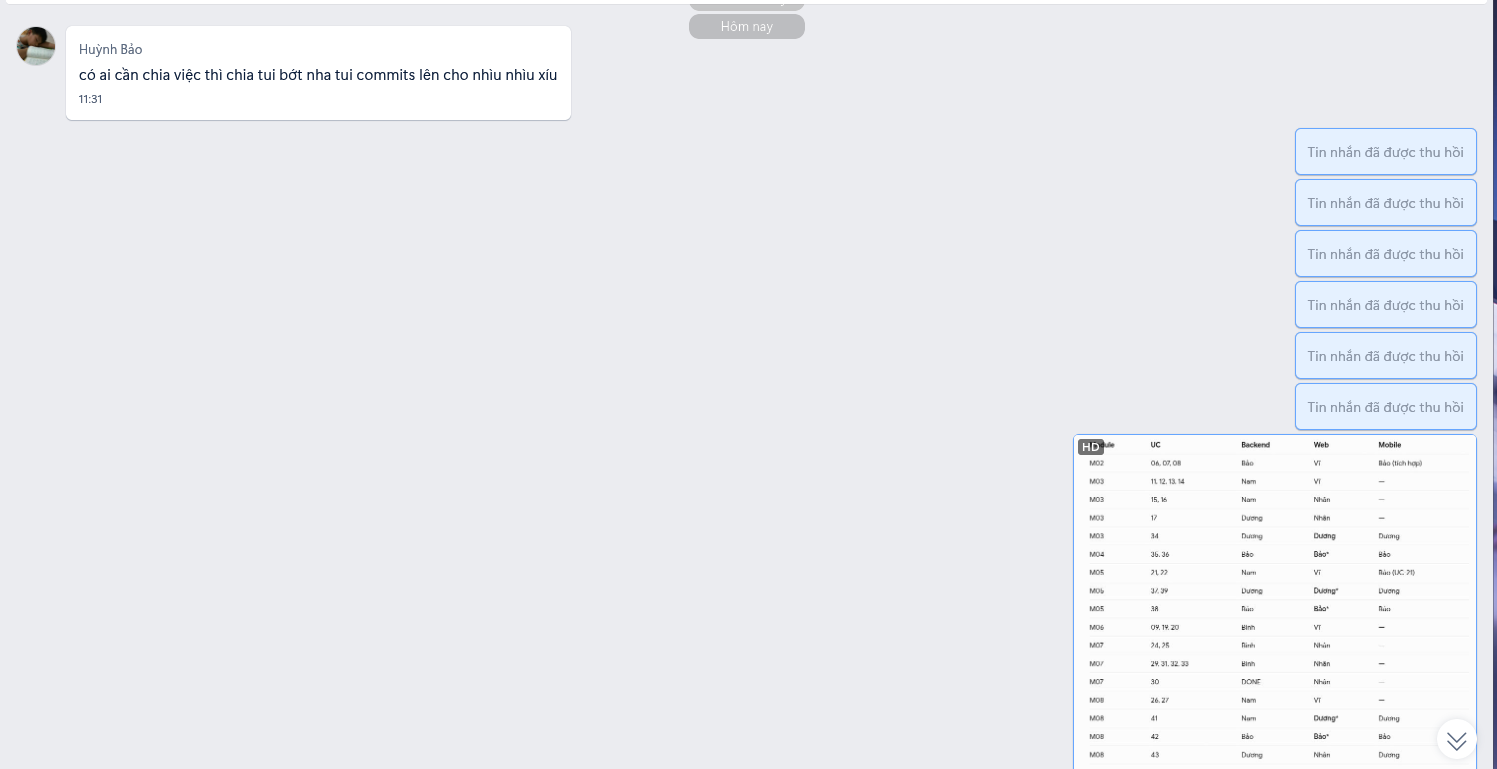 Hôm nay
Huỳnh Bảo
có ai cần chia việc thì chia tui bớt nha tui commits lên cho nhìu nhìu xíu
11:31
Tin nhắn đã được thu hồi
Tin nhắn đã được thu hồi
Tin nhắn đã được thu hồi
Tin nhắn đã được thu hồi
Tin nhắn đã được thu hồi
Tin nhắn đã được thu hồi
HD dule UC Backend Web Mobile
M02 06, 07, 08 Bảo Vĩ Bảo (tích hợp)
M03 11, 12, 13, 14 Nam Vĩ —
M03 15, 16 Nam Nhân —
M03 17 Dương Nhân —
M03 34 Dương Dương Dương
M04 35, 36 Bảo Bảo* Bảo
M05 21, 22 Nam Vĩ Bảo (UC 21)
M05 37, 39 Dương Dương* Dương
M05 38 Bảo Bảo* Bảo
M06 09, 19, 20 Bình Vĩ —
M07 24, 25 Bình Nhân —
M07 29, 31, 32, 33 Bình Nhân —
M07 30 DONE Nhân —
M08 26, 27 Nam Vĩ —
M08 41 Nam Dương* Dương
M08 42 Bảo Bảo* Bảo
M08 43 Dương Nhân Dương